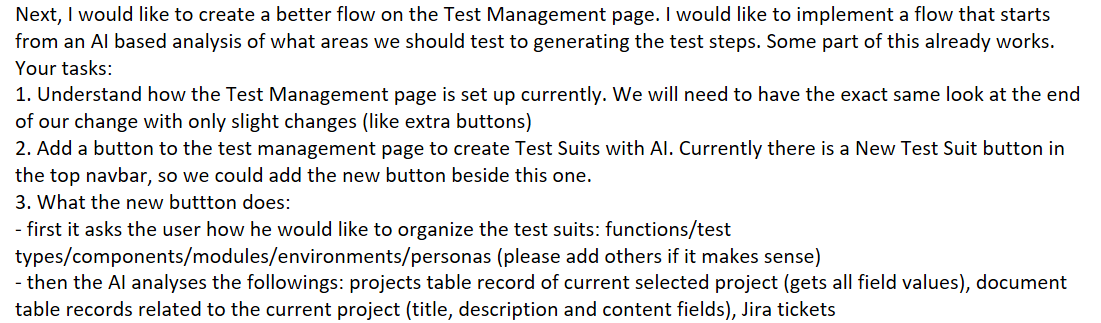 Next, I would like to create a better flow on the Test Management page. I would like to implement a flow that starts
from an AI based analysis of what areas we should test to generating the test steps. Some part of this already works.
Your tasks:
1. Understand how the Test Management page is set up currently. We will need to have the exact same look at the end
of our change with only slight changes (like extra buttons)
2. Add a button to the test management page to create Test Suits with AI. Currently there is a New Test Suit button in
the top navbar, so we could add the new button beside this one.
3. What the new buttton does:
- first it asks the user how he would like to organize the test suits: functions/test
types/components/modules/environments/personas (please add others if it makes sense)
- then the AI analyses the followings: projects table record of current selected project (gets all field values), document
table records related to the current project (title, description and content fields), Jira tickets